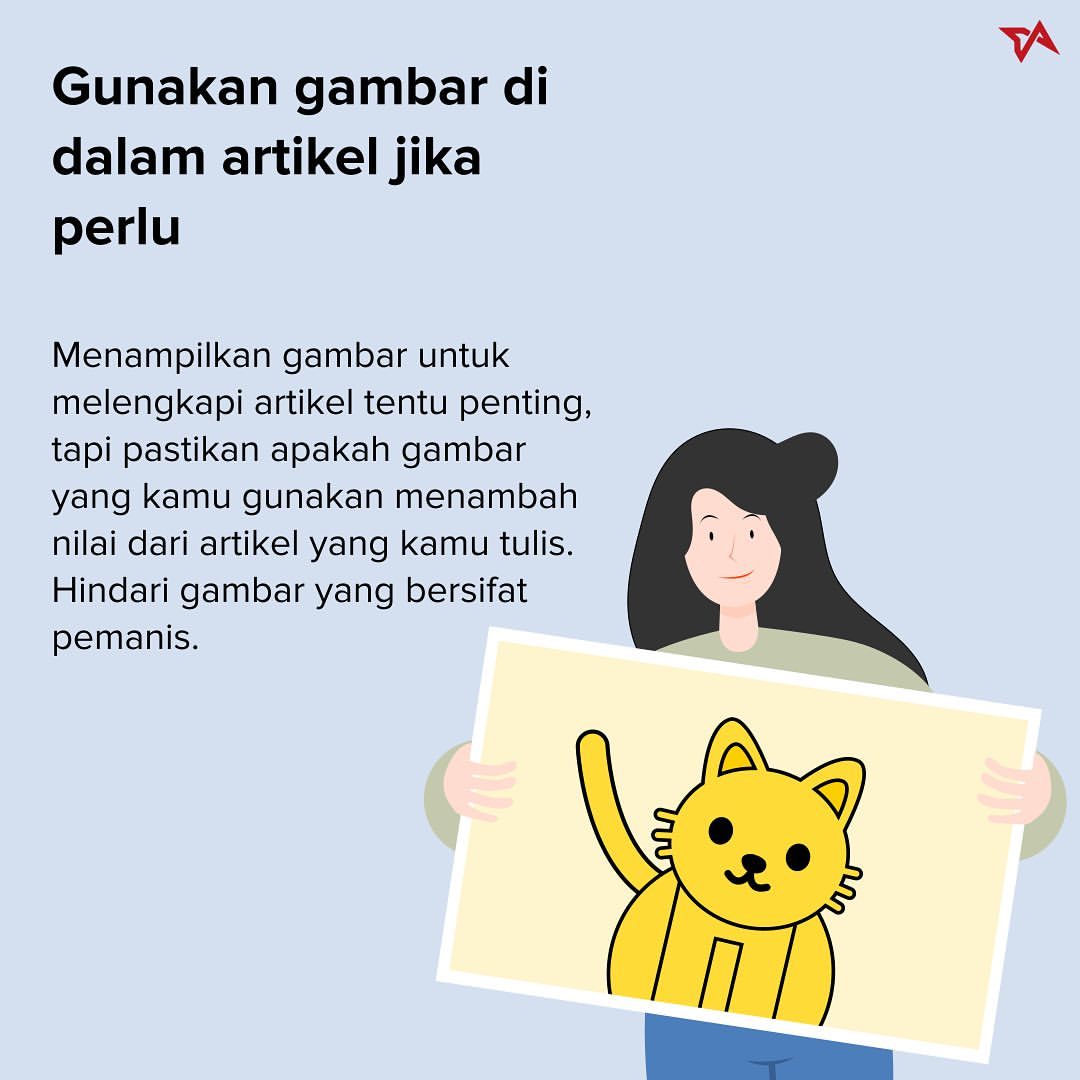 Gunakan gambar di
dalam artikel jika
perlu
Menampilkan gambar untuk
melengkapi artikel tentu penting,
tapi pastikan apakah gambar
yang kamu gunakan menambah
nilai dari artikel yang kamu tulis.
Hindari gambar yang bersifat
pemanis.